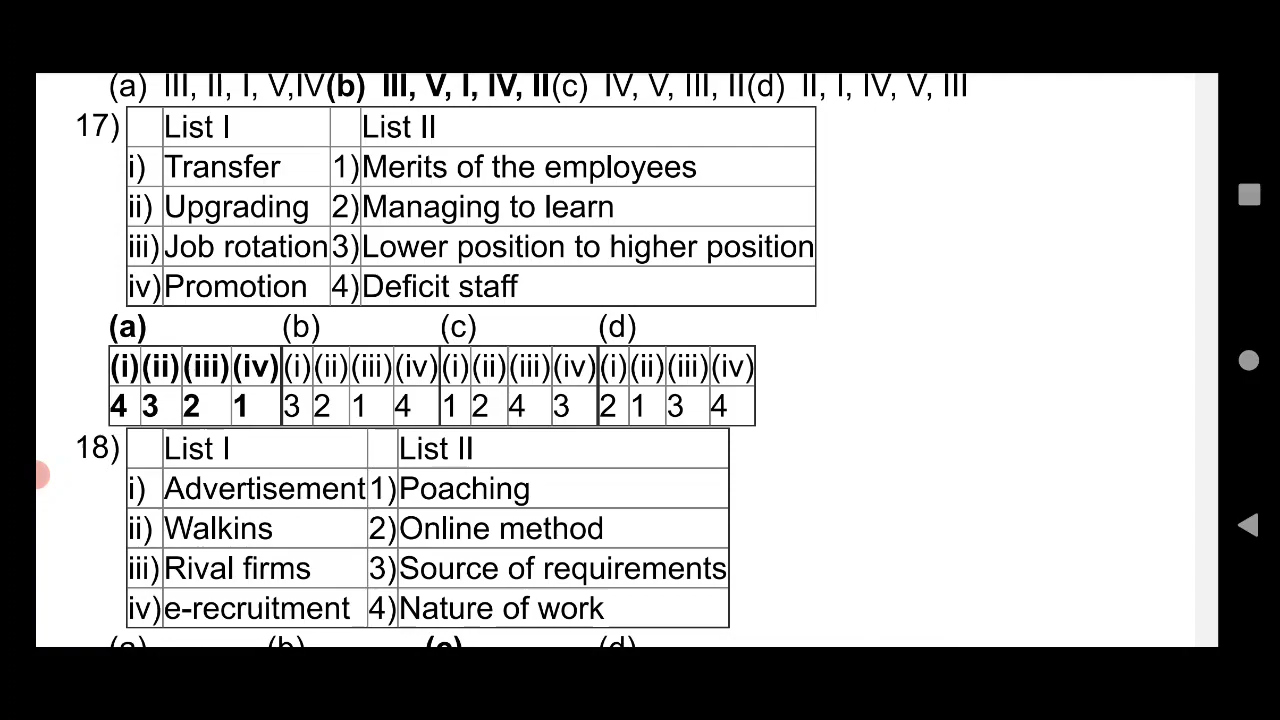 (a) III, II, I, V,IV(b) III, V, I, IV, II(c) IV, V, III, II(d) II, I, IV, V, III
17) List I List II
i) Transfer 1) Merits of the employees
ii) Upgrading 2) Managing to learn
iii) Job rotation 3) Lower position to higher position
iv) Promotion 4) Deficit staff
(a) (b) (c) (d)
(i) (ii) (iii) (iv) (i) (ii) (iii) (iv) (i) (ii) (iii) (iv) (i) (ii) (iii) (iv)
4 3 2 1 3 2 1 4 1 2 4 3 2 1 3 4
18) List I List II
i) Advertisement 1) Poaching
ii) Walkins 2) Online method
iii) Rival firms 3) Source of requirements
iv) e-recruitment 4) Nature of work
(a) (b) (c) (d)